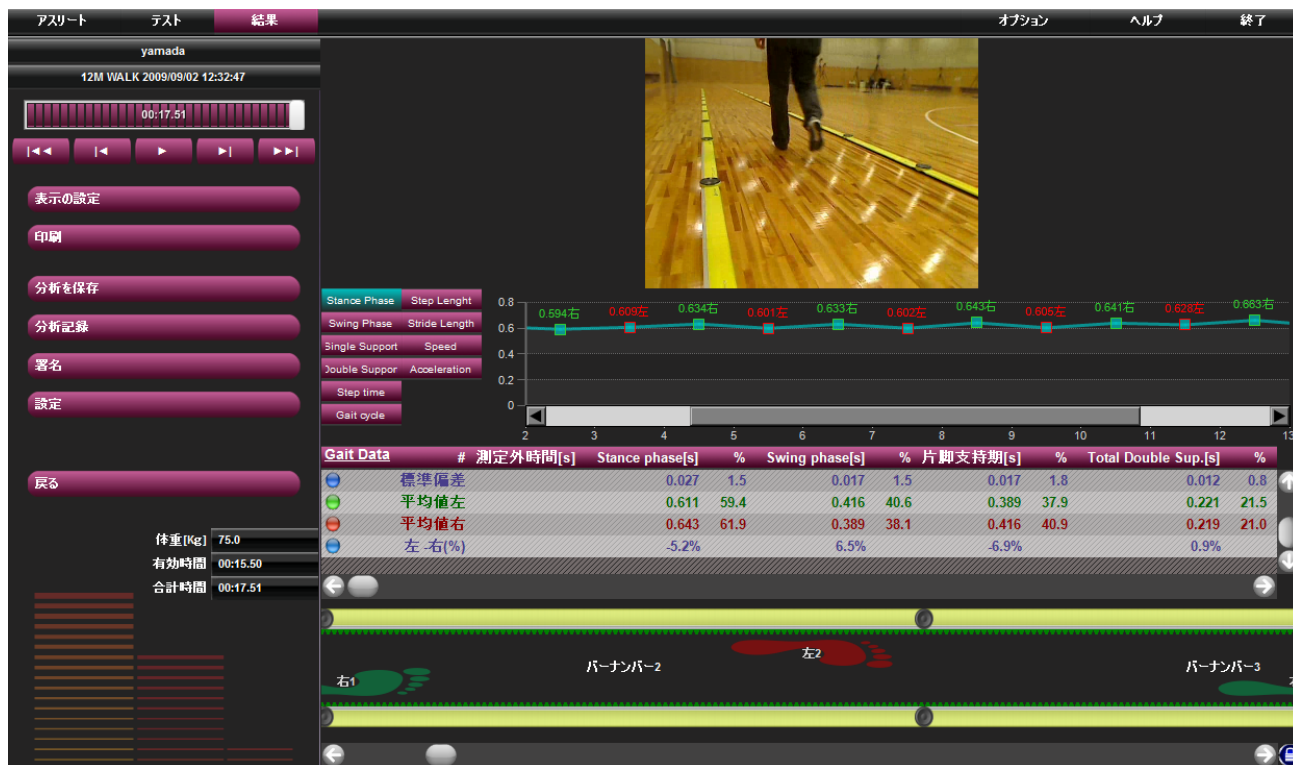 アスリート テスト 結果 オプション ヘルプ 終了
yamada
12M WALK 2009/09/02 12:32:47
00:17.51
表示の設定
印刷
分析を保存
分析記録
署名
設定
戻る
体重[Kg] 75.0
有効時間 00:15.50
合計時間 00:17.51
Stance Phase Step Lenght
Swing Phase Stride Length
Single Support Speed
Double Suppor Acceleration
Step time
Gait cycle
0.8
0.6
0.4
0.2
0
0.594右 0.609左 0.634右 0.601左 0.633右 0.602左 0.643右 0.605左 0.641右 0.628左 0.663右
2 3 4 5 6 7 8 9 10 11 12 13
Gait Data # 測定外時間[s] Stance phase[s] % Swing phase[s] % 片脚支持期[s] % Total Double Sup.[s] %
標準偏差 0.027 1.5 0.017 1.5 0.017 1.8 0.012 0.8
平均値左 0.611 59.4 0.416 40.6 0.389 37.9 0.221 21.5
平均値右 0.643 61.9 0.389 38.1 0.416 40.9 0.219 21.0
左-右(%) -5.2% 6.5% -6.9% 0.9%
左2
バーナンバー2 バーナンバー3
右1